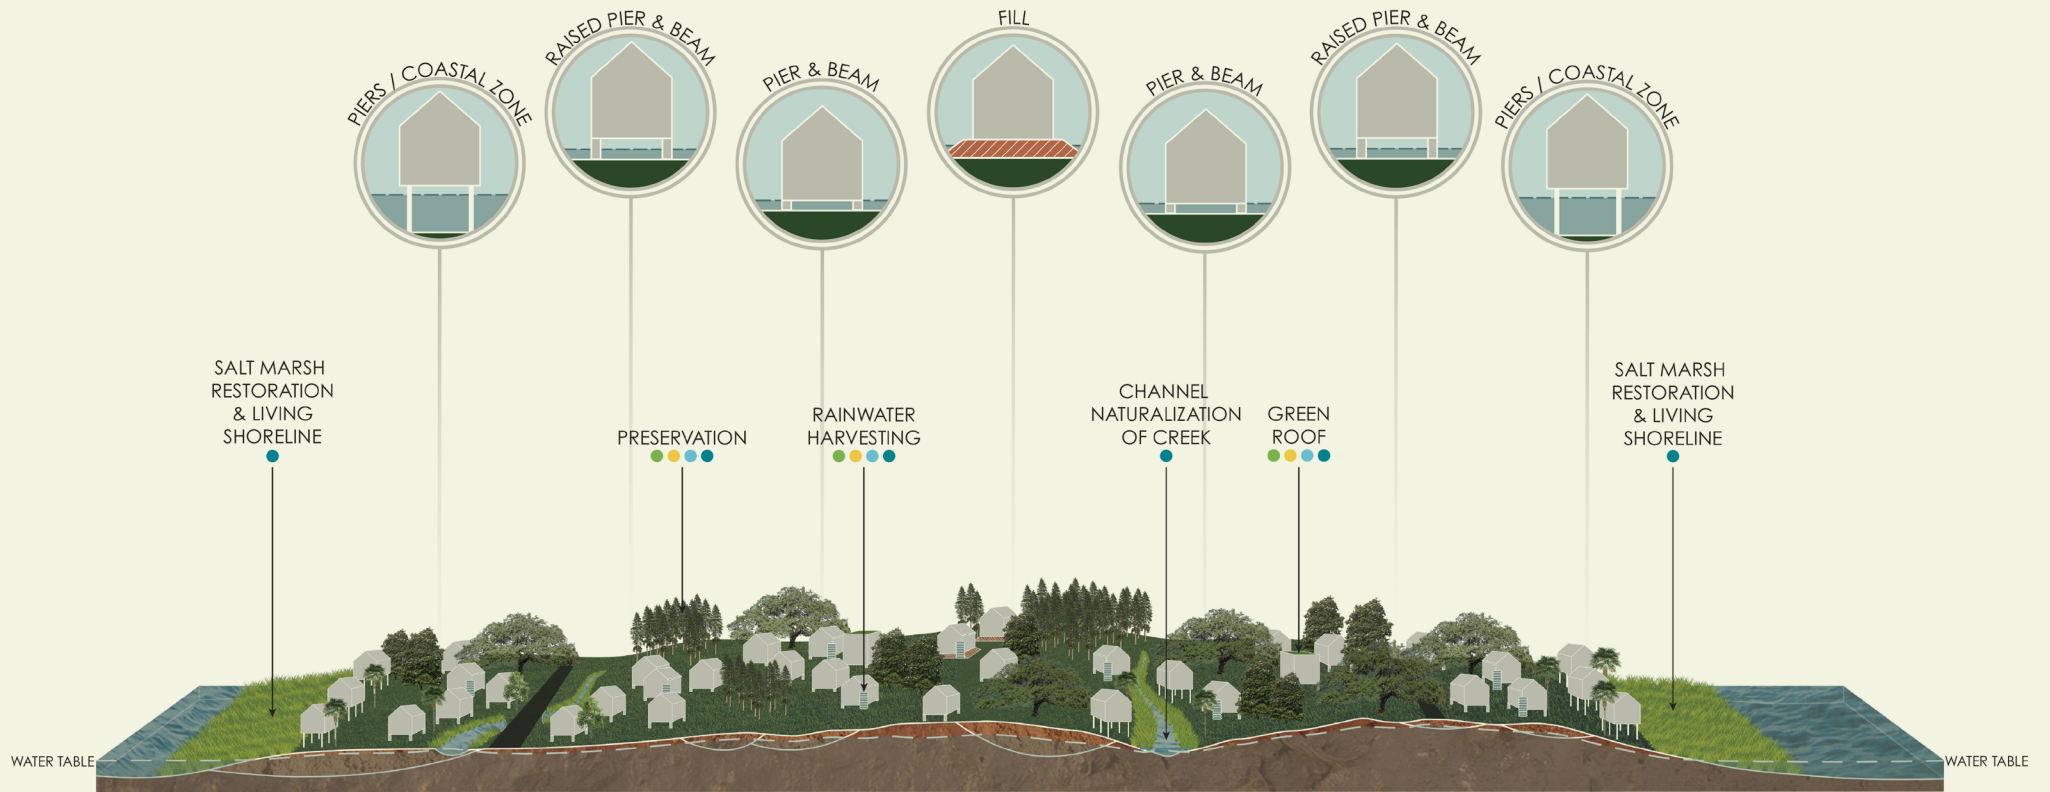 PIERS / COASTAL ZONE
RAISED PIER & BEAM
PIER & BEAM
FILL
PIER & BEAM
RAISED PIER & BEAM
PIERS / COASTAL ZONE
SALT MARSH
RESTORATION
& LIVING
SHORELINE
PRESERVATION
RAINWATER
HARVESTING
CHANNEL
NATURALIZATION
OF CREEK
GREEN
ROOF
SALT MARSH
RESTORATION
& LIVING
SHORELINE
WATER TABLE
WATER TABLE